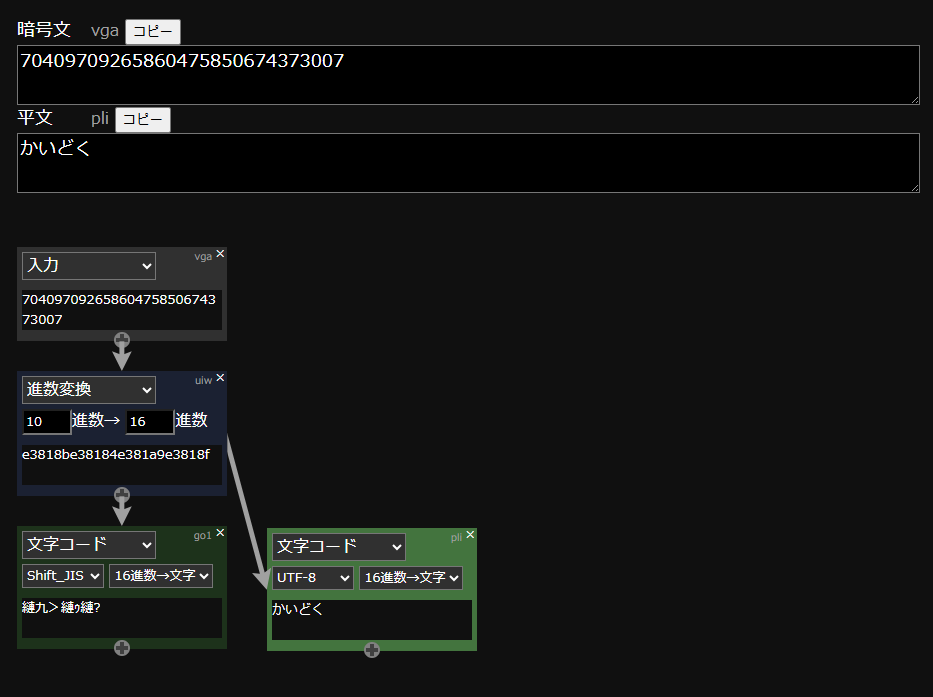 暗号文 vga コピー
70409709265860475850674373007
平文 pli コピー
かいどく
入力 vga ×
704097092658604758506743
73007
進数変換 uiw ×
10 進数→ 16 進数
e3818be38184e381a9e3818f
文字コード go1 ×
Shift_JIS 16進数→文字
縺九＞縺ｩ縺?
文字コード pli ×
UTF-8 16進数→文字
かいどく